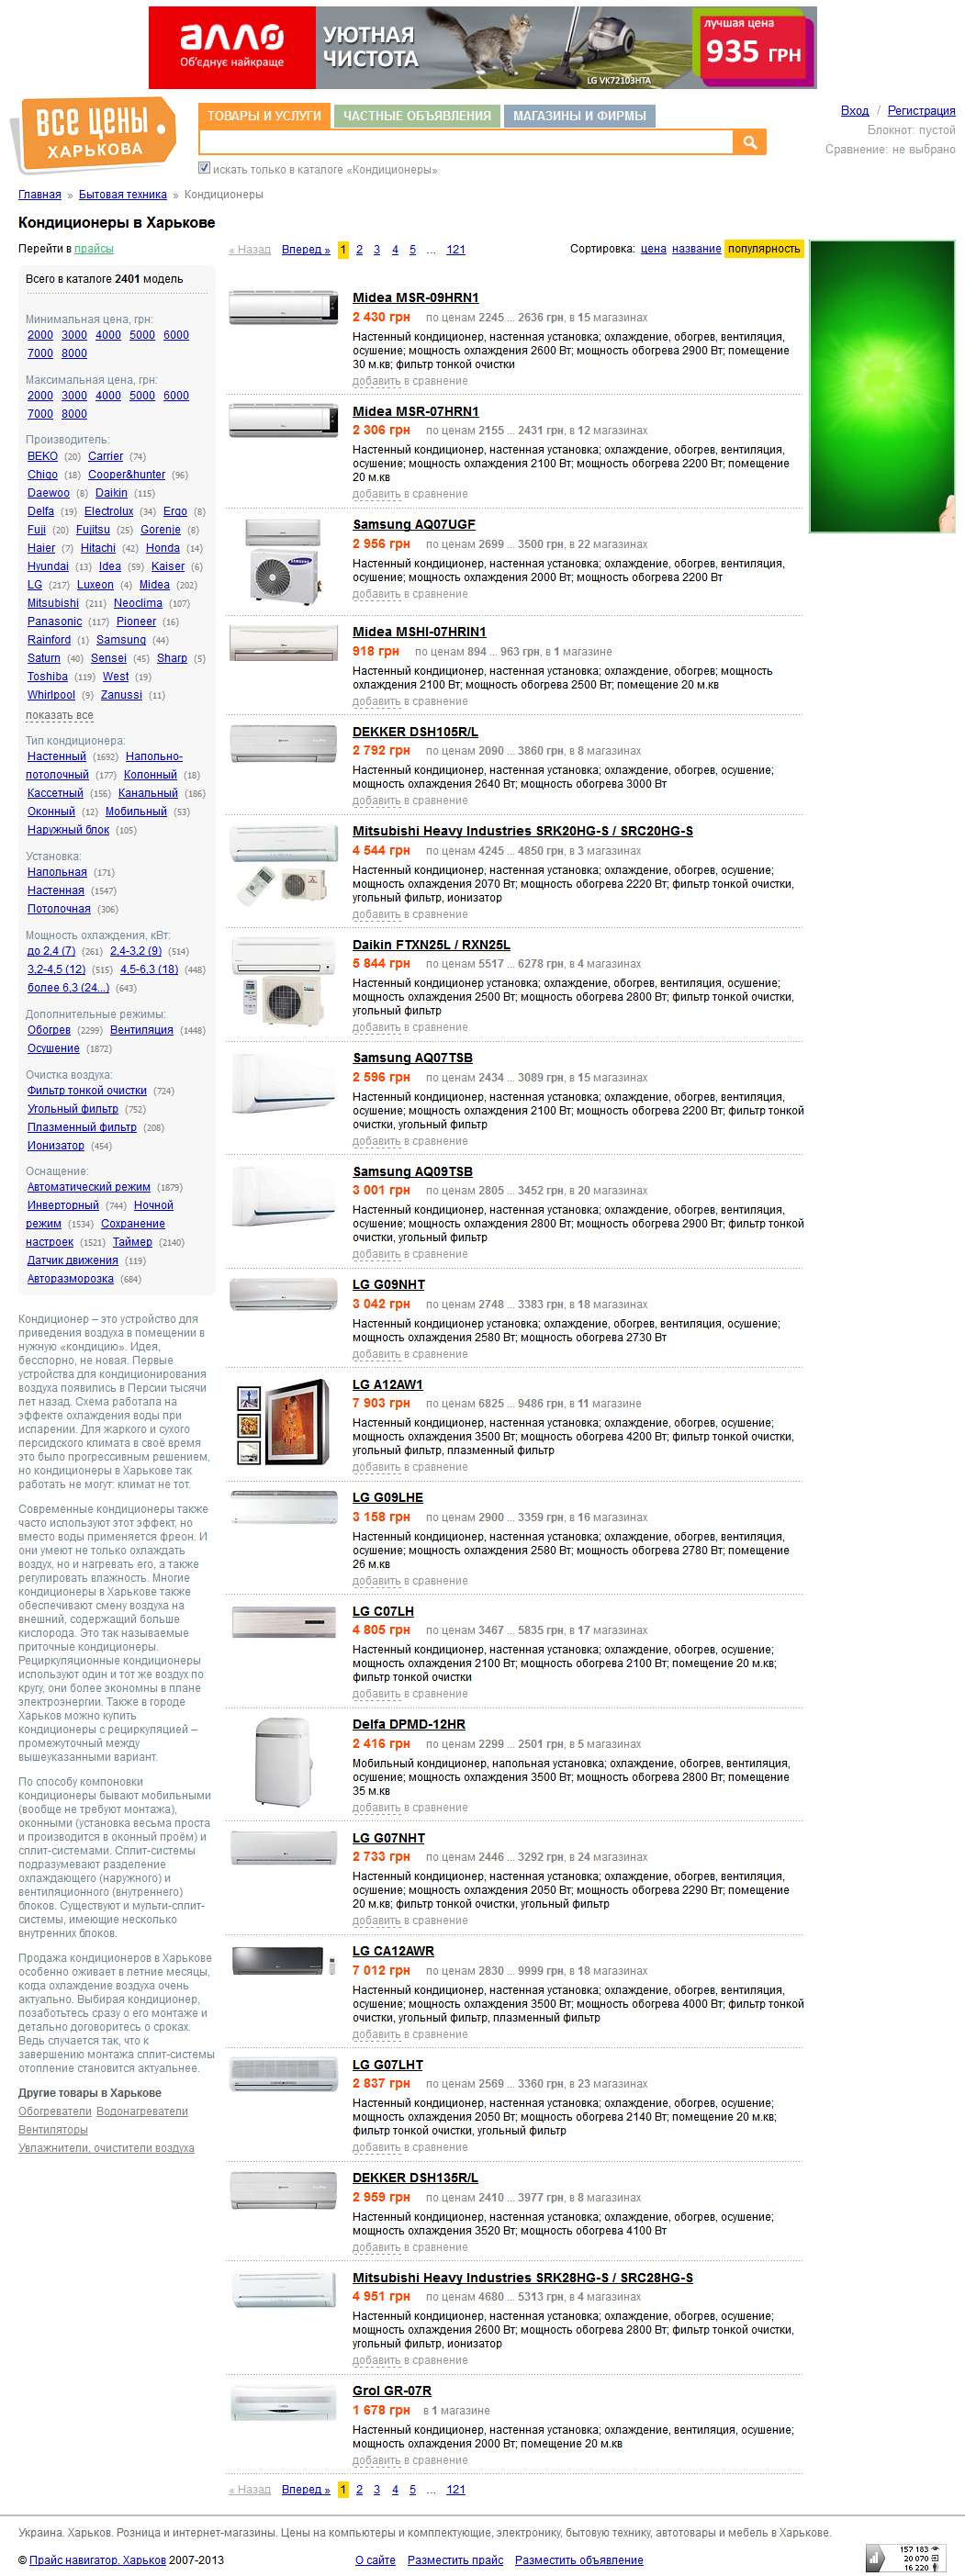 алло
Об'єднуй найкраще
УЮТНАЯ
ЧИСТОТА
LG VK72103HTA
лучшая цена
935 ГРН
ВСЕ ЦЕНЫ
ХАРЬКОВА
ТОВАРЫ И УСЛУГИ
ЧАСТНЫЕ ОБЪЯВЛЕНИЯ
МАГАЗИНЫ И ФИРМЫ
искать только в каталоге «Кондиционеры»
Вход / Регистрация
Блокнот: пустой
Сравнение: не выбрано
Главная » Бытовая техника » Кондиционеры
Кондиционеры в Харькове
Перейти в прайсы
Всего в каталоге 2401 модель
Минимальная цена, грн:
2000 3000 4000 5000 6000
7000 8000
Максимальная цена, грн:
2000 3000 4000 5000 6000
7000 8000
Производитель:
BEKO (20) Carrier (74)
Chigo (18) Cooper&hunter (96)
Daewoo (8) Daikin (115)
Delfa (19) Electrolux (34) Ergo (8)
Fuji (20) Fujitsu (25) Gorenje (8)
Haier (7) Hitachi (42) Honda (14)
Hyundai (13) Idea (59) Kaiser (6)
LG (217) Luxeon (4) Midea (202)
Mitsubishi (211) Neoclima (107)
Panasonic (117) Pioneer (16)
Rainford (1) Samsung (44)
Saturn (40) Sensei (45) Sharp (5)
Toshiba (119) West (19)
Whirlpool (9) Zanussi (11)
показать все
Тип кондиционера:
Настенный (1692) Напольно-
потолочный (177) Колонный (18)
Кассетный (156) Канальный (186)
Оконный (12) Мобильный (53)
Наружный блок (105)
Установка:
Напольная (171)
Настенная (1547)
Потолочная (306)
Мощность охлаждения, кВт:
до 2,4 (7) (261) 2,4-3,2 (9) (514)
3,2-4,5 (12) (515) 4,5-6,3 (18) (448)
более 6,3 (24...) (643)
Дополнительные режимы:
Обогрев (2299) Вентиляция (1448)
Осушение (1872)
Очистка воздуха:
Фильтр тонкой очистки (724)
Угольный фильтр (752)
Плазменный фильтр (208)
Ионизатор (454)
Оснащение:
Автоматический режим (1879)
Инверторный (744) Ночной
режим (1534) Сохранение
настроек (1521) Таймер (2140)
Датчик движения (119)
Авторазморозка (684)
Кондиционер – это устройство для
приведения воздуха в помещении в
нужную «кондицию». Идея,
бесспорно, не новая. Первые
устройства для кондиционирования
воздуха появились в Персии тысячи
лет назад. Схема работала на
эффекте охлаждения воды при
испарении. Для жаркого и сухого
персидского климата в своё время
это было прогрессивным решением,
но кондиционеры в Харькове так
работать не могут: климат не тот.
Современные кондиционеры также
часто используют этот эффект, но
вместо воды применяется фреон. И
они умеют не только охлаждать
воздух, но и нагревать его, а также
регулировать влажность. Многие
кондиционеры в Харькове также
обеспечивают смену воздуха на
внешний, содержащий больше
кислорода. Это так называемые
приточные кондиционеры.
Рециркуляционные кондиционеры
используют один и тот же воздух по
кругу, они более экономны в плане
электроэнергии. Также в городе
Харьков можно купить
кондиционеры с рециркуляцией –
промежуточный между
вышеуказанными вариант.
По способу компоновки
кондиционеры бывают мобильными
(вообще не требуют монтажа),
оконными (установка весьма проста
и производится в оконный проём) и
сплит-системами. Сплит-системы
подразумевают разделение
охлаждающего (наружного) и
вентиляционного (внутреннего)
блоков. Существуют и мульти-сплит-
системы, имеющие несколько
внутренних блоков.
Продажа кондиционеров в Харькове
особенно оживает в летние месяцы,
когда охлаждение воздуха очень
актуально. Выбирая кондиционер,
позаботьтесь сразу о его монтаже и
детально договоритесь о сроках.
Ведь случается так, что к
завершению монтажа сплит-системы
отопление становится актуальнее.
Другие товары в Харькове
Обогреватели Водонагреватели
Вентиляторы
Увлажнители, очистители воздуха
« Назад Вперед » 1 2 3 4 5 ... 121
Сортировка: цена название популярность
Midea MSR-09HRN1
2 430 грн по ценам 2245 ... 2636 грн, в 15 магазинах
Настенный кондиционер, настенная установка; охлаждение, обогрев, вентиляция,
осушение; мощность охлаждения 2600 Вт; мощность обогрева 2900 Вт; помещение
30 м.кв; фильтр тонкой очистки
добавить в сравнение
Midea MSR-07HRN1
2 306 грн по ценам 2155 ... 2431 грн, в 12 магазинах
Настенный кондиционер, настенная установка; охлаждение, обогрев, вентиляция,
осушение; мощность охлаждения 2100 Вт; мощность обогрева 2200 Вт; помещение
20 м.кв
добавить в сравнение
Samsung AQ07UGF
2 956 грн по ценам 2699 ... 3500 грн, в 22 магазинах
Настенный кондиционер, настенная установка; охлаждение, обогрев, вентиляция,
осушение; мощность охлаждения 2000 Вт; мощность обогрева 2200 Вт
добавить в сравнение
Midea MSHI-07HRIN1
918 грн по ценам 894 ... 963 грн, в 1 магазине
Настенный кондиционер, настенная установка; охлаждение, обогрев; мощность
охлаждения 2100 Вт; мощность обогрева 2500 Вт; помещение 20 м.кв
добавить в сравнение
DEKKER DSH105R/L
2 792 грн по ценам 2090 ... 3860 грн, в 8 магазинах
Настенный кондиционер, настенная установка; охлаждение, обогрев, осушение;
мощность охлаждения 2640 Вт; мощность обогрева 3000 Вт
добавить в сравнение
Mitsubishi Heavy Industries SRK20HG-S / SRC20HG-S
4 544 грн по ценам 4245 ... 4850 грн, в 3 магазинах
Настенный кондиционер, настенная установка; охлаждение, обогрев, осушение;
мощность охлаждения 2070 Вт; мощность обогрева 2220 Вт; фильтр тонкой очистки,
угольный фильтр, ионизатор
добавить в сравнение
Daikin FTXN25L / RXN25L
5 844 грн по ценам 5517 ... 6278 грн, в 4 магазинах
Настенный кондиционер установка; охлаждение, обогрев, вентиляция, осушение;
мощность охлаждения 2500 Вт; мощность обогрева 2800 Вт; фильтр тонкой очистки,
угольный фильтр
добавить в сравнение
Samsung AQ07TSB
2 596 грн по ценам 2434 ... 3089 грн, в 15 магазинах
Настенный кондиционер, настенная установка; охлаждение, обогрев, вентиляция,
осушение; мощность охлаждения 2100 Вт; мощность обогрева 2200 Вт; фильтр тонкой
очистки, угольный фильтр
добавить в сравнение
Samsung AQ09TSB
3 001 грн по ценам 2805 ... 3452 грн, в 20 магазинах
Настенный кондиционер, настенная установка; охлаждение, обогрев, вентиляция,
осушение; мощность охлаждения 2800 Вт; мощность обогрева 2900 Вт; фильтр тонкой
очистки, угольный фильтр
добавить в сравнение
LG G09NHT
3 042 грн по ценам 2748 ... 3383 грн, в 18 магазинах
Настенный кондиционер установка; охлаждение, обогрев, вентиляция, осушение;
мощность охлаждения 2580 Вт; мощность обогрева 2730 Вт
добавить в сравнение
LG A12AW1
7 903 грн по ценам 6825 ... 9486 грн, в 11 магазине
Настенный кондиционер, настенная установка; охлаждение, обогрев, осушение;
мощность охлаждения 3500 Вт; мощность обогрева 4200 Вт; фильтр тонкой очистки,
угольный фильтр, плазменный фильтр
добавить в сравнение
LG G09LHE
3 158 грн по ценам 2900 ... 3359 грн, в 16 магазинах
Настенный кондиционер, настенная установка; охлаждение, обогрев, вентиляция,
осушение; мощность охлаждения 2580 Вт; мощность обогрева 2780 Вт; помещение
26 м.кв
добавить в сравнение
LG C07LH
4 805 грн по ценам 3467 ... 5835 грн, в 17 магазинах
Настенный кондиционер, настенная установка; охлаждение, обогрев, осушение;
мощность охлаждения 2100 Вт; мощность обогрева 2100 Вт; помещение 20 м.кв;
фильтр тонкой очистки
добавить в сравнение
Delfa DPMD-12HR
2 416 грн по ценам 2299 ... 2501 грн, в 5 магазинах
Мобильный кондиционер, напольная установка; охлаждение, обогрев, вентиляция,
осушение; мощность охлаждения 3500 Вт; мощность обогрева 2800 Вт; помещение
35 м.кв
добавить в сравнение
LG G07NHT
2 733 грн по ценам 2446 ... 3292 грн, в 24 магазинах
Настенный кондиционер, настенная установка; охлаждение, обогрев, вентиляция,
осушение; мощность охлаждения 2050 Вт; мощность обогрева 2290 Вт; помещение
20 м.кв; фильтр тонкой очистки, угольный фильтр
добавить в сравнение
LG CA12AWR
7 012 грн по ценам 2830 ... 9999 грн, в 18 магазинах
Настенный кондиционер, настенная установка; охлаждение, обогрев, вентиляция,
осушение; мощность охлаждения 3500 Вт; мощность обогрева 4000 Вт; фильтр тонкой
очистки, угольный фильтр, плазменный фильтр
добавить в сравнение
LG G07LHT
2 837 грн по ценам 2569 ... 3360 грн, в 23 магазинах
Настенный кондиционер, настенная установка; охлаждение, обогрев, осушение;
мощность охлаждения 2050 Вт; мощность обогрева 2140 Вт; помещение 20 м.кв;
фильтр тонкой очистки, угольный фильтр
добавить в сравнение
DEKKER DSH135R/L
2 959 грн по ценам 2410 ... 3977 грн, в 8 магазинах
Настенный кондиционер, настенная установка; охлаждение, обогрев, осушение;
мощность охлаждения 3520 Вт; мощность обогрева 4100 Вт
добавить в сравнение
Mitsubishi Heavy Industries SRK28HG-S / SRC28HG-S
4 951 грн по ценам 4680 ... 5313 грн, в 4 магазинах
Настенный кондиционер, настенная установка; охлаждение, обогрев, осушение;
мощность охлаждения 2600 Вт; мощность обогрева 2800 Вт; фильтр тонкой очистки,
угольный фильтр, ионизатор
добавить в сравнение
Grol GR-07R
1 678 грн в 1 магазине
Настенный кондиционер, настенная установка; охлаждение, вентиляция, осушение;
мощность охлаждения 2000 Вт; помещение 20 м.кв
добавить в сравнение
« Назад Вперед » 1 2 3 4 5 ... 121
Украина. Харьков. Розница и интернет-магазины. Цены на компьютеры и комплектующие, электронику, бытовую технику, автотовары и мебель в Харькове.
© Прайс навигатор. Харьков 2007-2013
О сайте Разместить прайс Разместить объявление
157 183
20 070
16 220